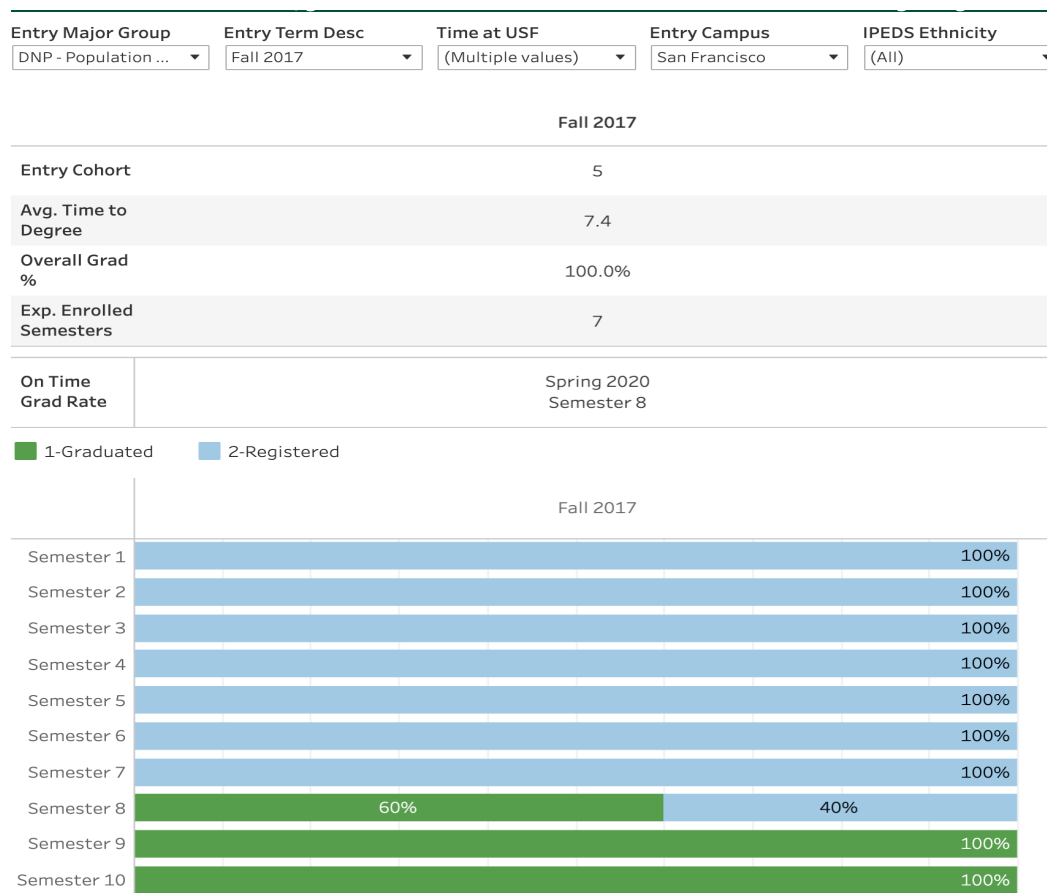 Entry Major Group Entry Term Desc Time at USF Entry Campus IPEDS Ethnicity
DNP - Population ... Fall 2017 (Multiple values) San Francisco (All)
Fall 2017
Entry Cohort 5
Avg. Time to
Degree 7.4
Overall Grad
% 100.0%
Exp. Enrolled
Semesters 7
On Time Spring 2020
Grad Rate Semester 8
1-Graduated 2-Registered
Fall 2017
Semester 1 100%
Semester 2 100%
Semester 3 100%
Semester 4 100%
Semester 5 100%
Semester 6 100%
Semester 7 100%
Semester 8 60% 40%
Semester 9 100%
Semester 10 100%